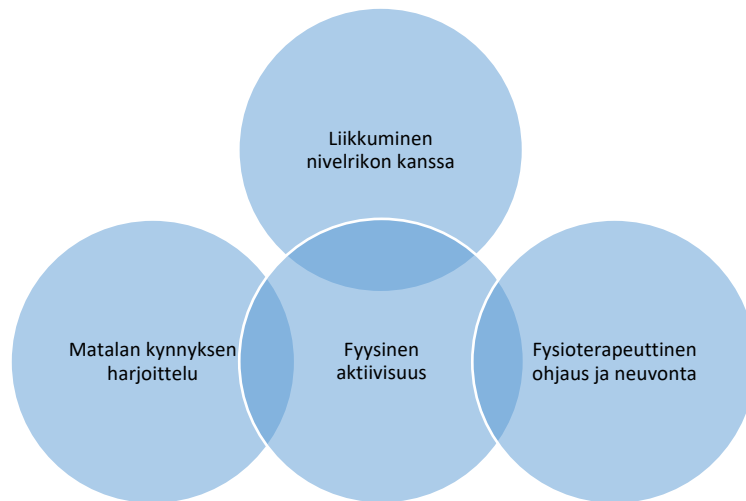 Liikkuminen
nivelrikon kanssa
Matalan kynnyksen
harjoittelu
Fyysinen
aktiivisuus
Fysioterapeuttinen
ohjaus ja neuvonta